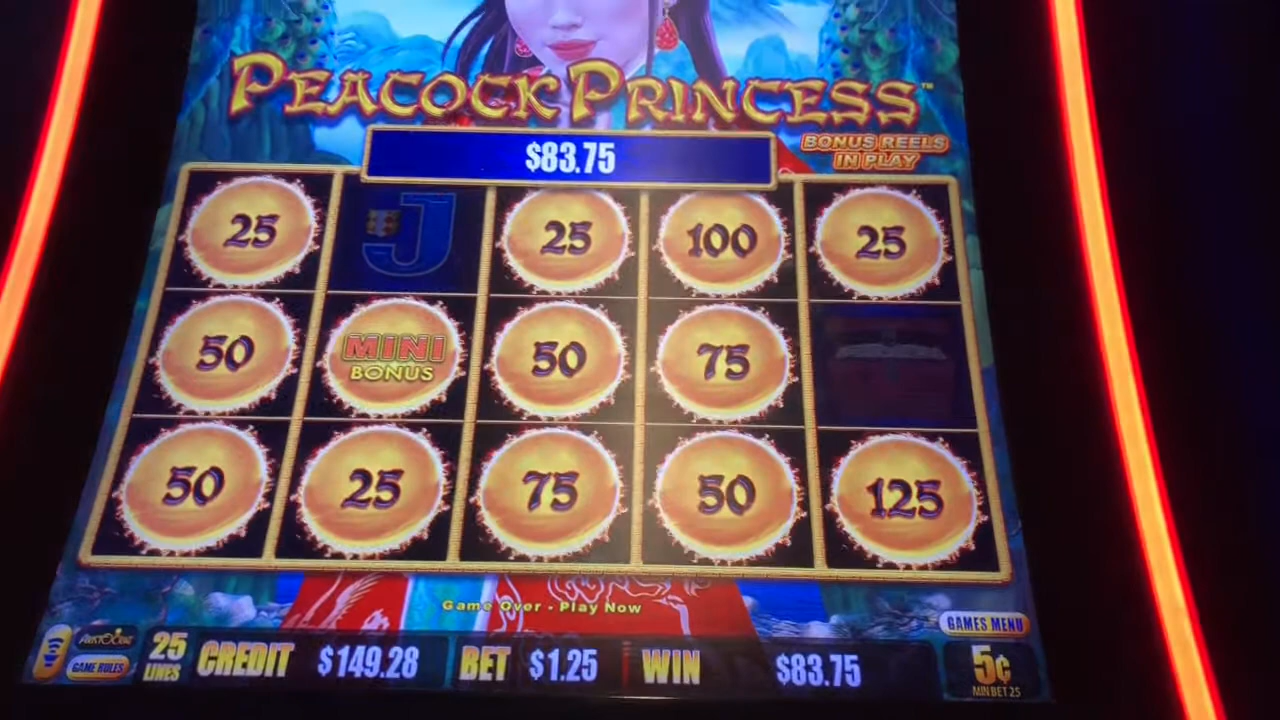 PEACOCK PRINCESS™
$83.75
BONUS REELS
IN PLAY
25 J 25 100 25
50 MINI BONUS 50 75
50 25 75 50 125
Game Over - Play Now
GAMES MENU
ARISTOCRAT
GAME RULES
25 LINES
CREDIT $149.28 BET $1.25 WIN $83.75
5¢
MIN BET 25